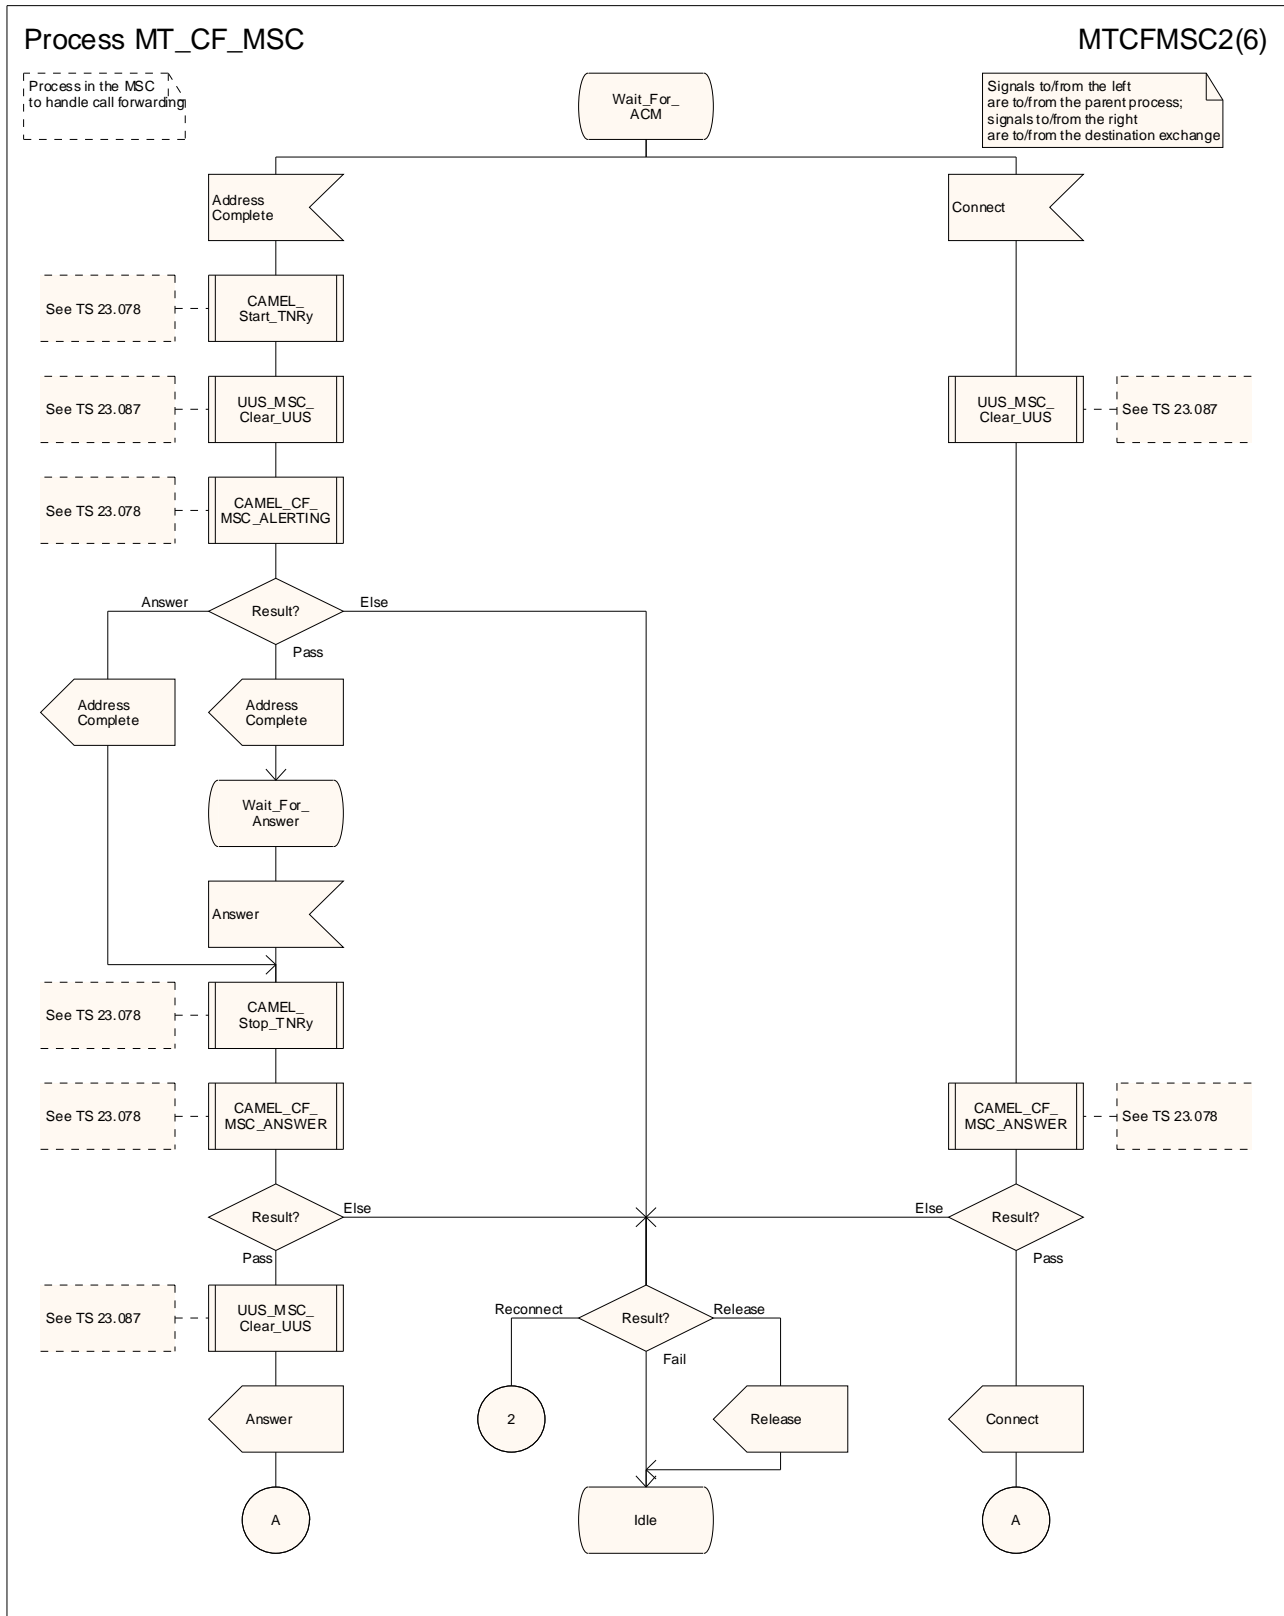 Process MT_CF_MSC
MTCFMSC2(6)
Process in the MSC
to handle call forwarding
Wait_For_
ACM
Signals to/from the left
are to/from the parent process;
signals to/from the right
are to/from the destination exchange
Address
Complete
Connect
See TS 23.078
CAMEL_
Start_TNRy
See TS 23.087
UUS_MSC_
Clear_UUS
UUS_MSC_
Clear_UUS
See TS 23.087
See TS 23.078
CAMEL_CF_
MSC_ALERTING
Answer
Result?
Else
Pass
Address
Complete
Address
Complete
Wait_For_
Answer
Answer
See TS 23.078
CAMEL_
Stop_TNRy
See TS 23.078
CAMEL_CF_
MSC_ANSWER
CAMEL_CF_
MSC_ANSWER
See TS 23.078
Result?
Else
Else
Result?
Pass
Pass
See TS 23.087
UUS_MSC_
Clear_UUS
Reconnect
Result?
Release
Fail
Answer
2
Release
Connect
A
Idle
A